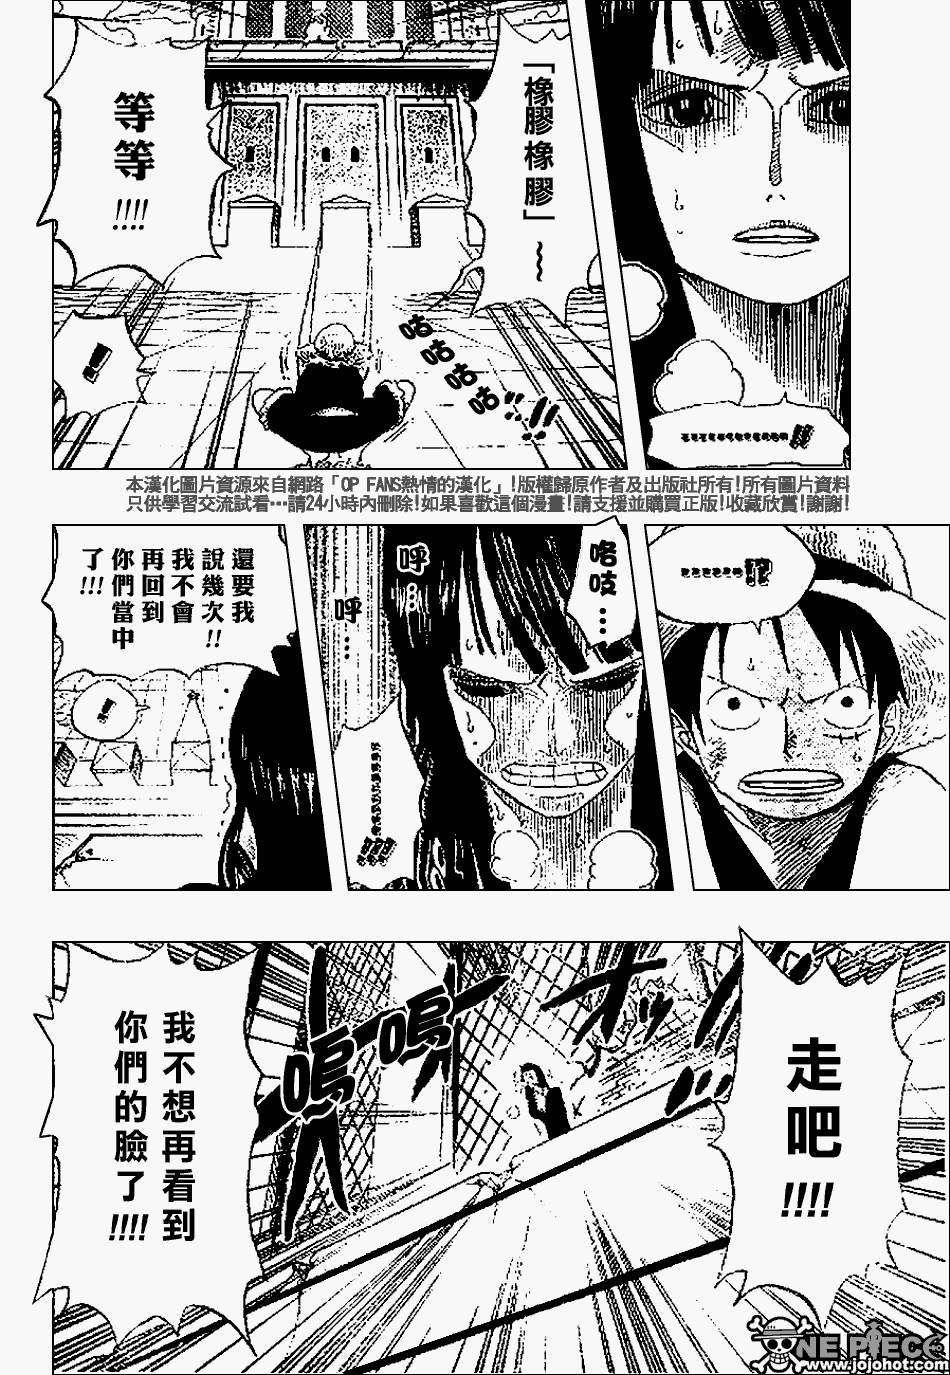 「橡膠橡膠」~
等等!!!!
咕咕咕咕…!!
本漢化圖片資源來自網路「OP FANS熱情的漢化」!版權歸原作者及出版社所有!所有圖片資料
只供學習交流試看…請24小時內刪除!如果喜歡這個漫畫!請支援並購買正版!收藏欣賞!謝謝!
…………!!
咯吱…
呼…
呼…
還要我
說幾次!!
我不會
再回到
你們當中
了!!!
走吧!!!!
嗚嗚
我不想再看到
你們的臉了!!!!
ONE PIECE
www.jojohot.com